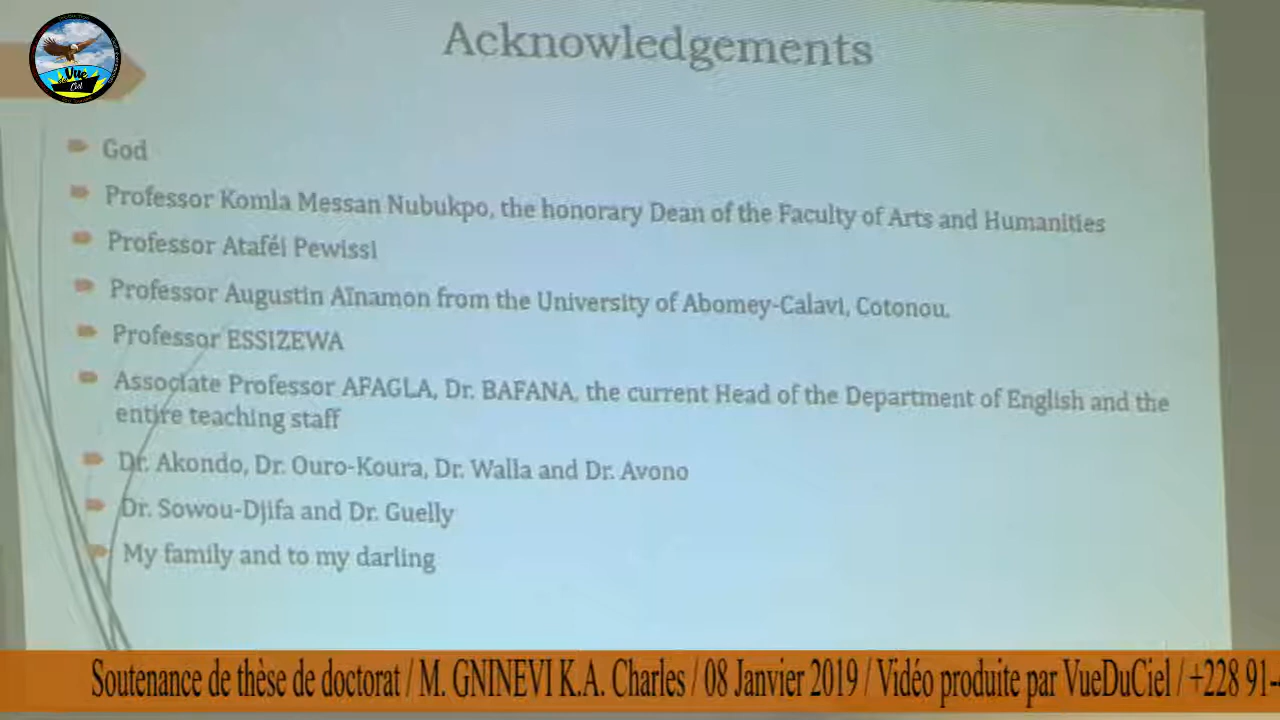 Acknowledgements
God
Professor Komla Messan Nubukpo, the honorary Dean of the Faculty of Arts and Humanities
Professor Ataféi Pewissi
Professor Augustin Aïnamon from the University of Abomey-Calavi, Cotonou.
Professor ESSIZEWA
Associate Professor AFAGLA, Dr. BAFANA, the current Head of the Department of English and the
entire teaching staff
Dr. Akondo, Dr. Ouro-Koura, Dr. Walla and Dr. Avono
Dr. Sowou-Djifa and Dr. Guelly
My family and to my darling
Vue
Ciel
Soutenance de thèse de doctorat / M. GNINEVI K.A. Charles / 08 Janvier 2019 / Vidéo produite par VueDuCiel / +228 91-